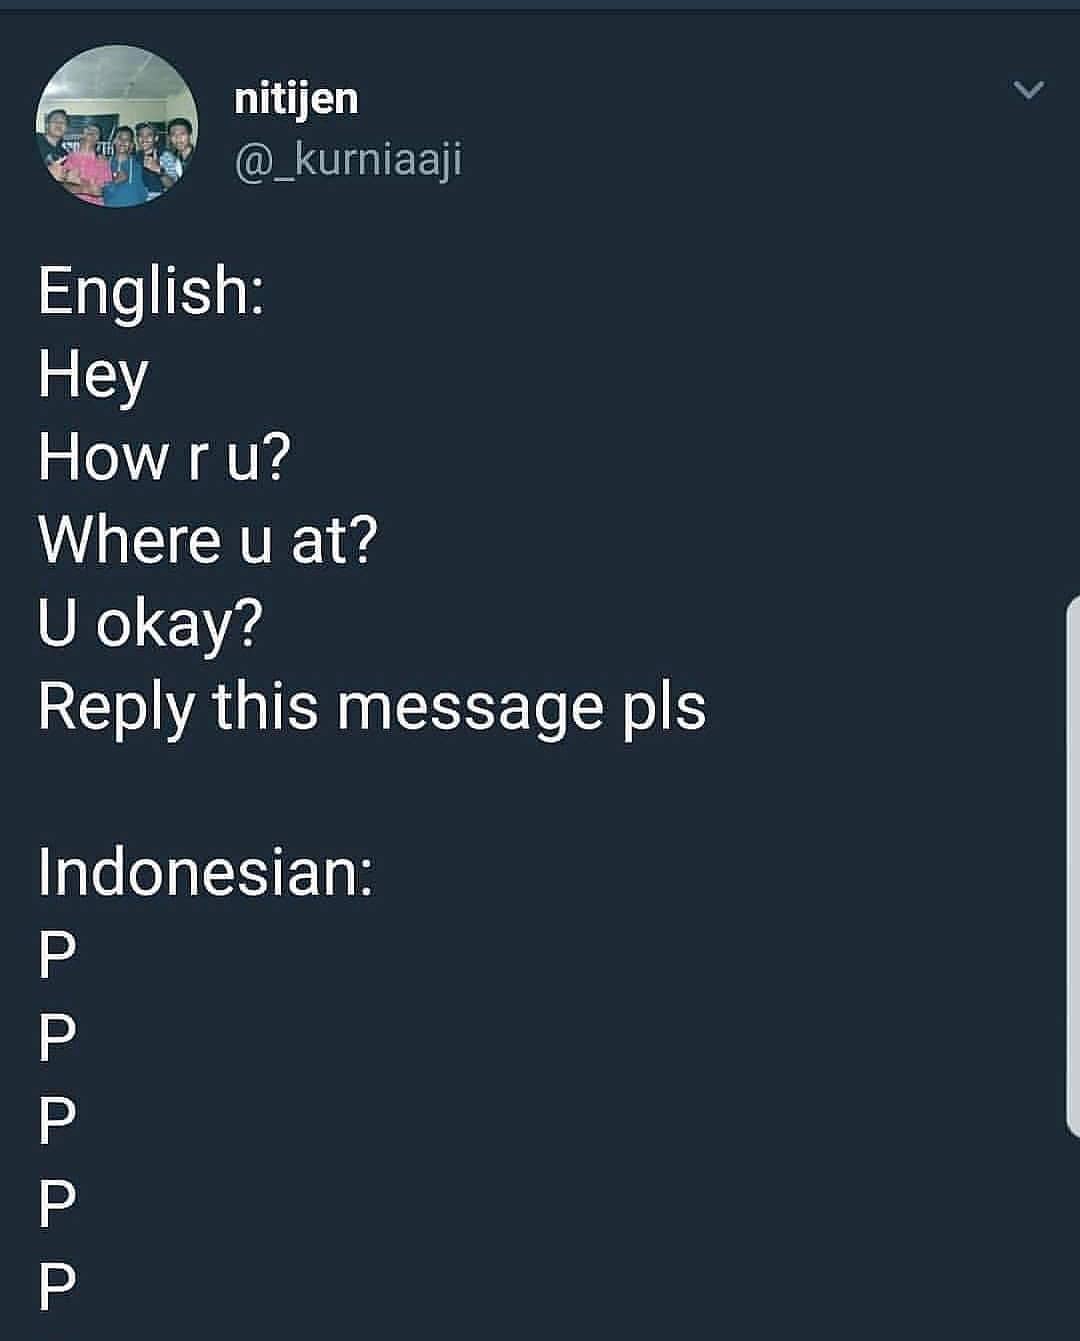 nitijen
@_kurniaaji
English:
Hey
How r u?
Where u at?
U okay?
Reply this message pls
Indonesian:
P
P
P
P
P